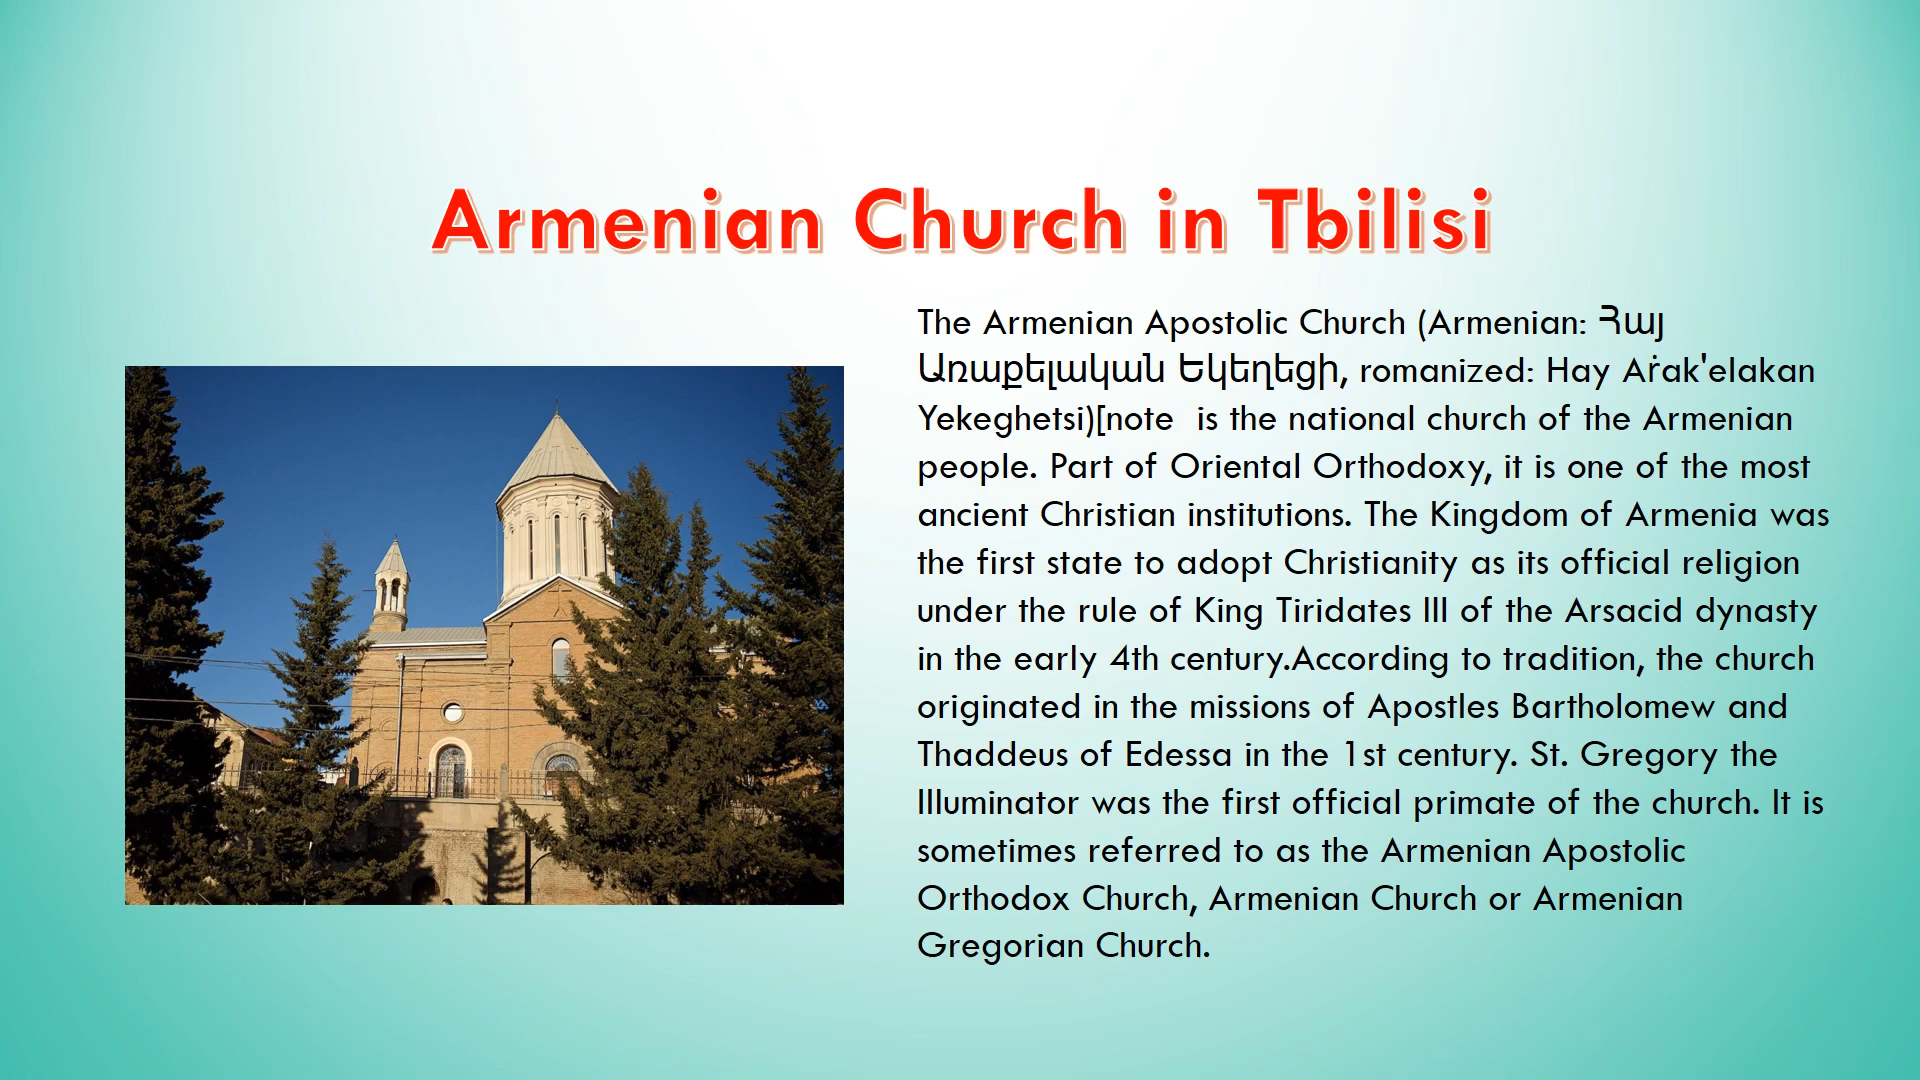 Armenian Church in Tbilisi
The Armenian Apostolic Church (Armenian: Հայ
Առաքելական Եկեղեցի, romanized: Hay Aṙak'elakan
Yekeghetsi)[note  is the national church of the Armenian
people. Part of Oriental Orthodoxy, it is one of the most
ancient Christian institutions. The Kingdom of Armenia was
the first state to adopt Christianity as its official religion
under the rule of King Tiridates III of the Arsacid dynasty
in the early 4th century.According to tradition, the church
originated in the missions of Apostles Bartholomew and
Thaddeus of Edessa in the 1st century. St. Gregory the
Illuminator was the first official primate of the church. It is
sometimes referred to as the Armenian Apostolic
Orthodox Church, Armenian Church or Armenian
Gregorian Church.